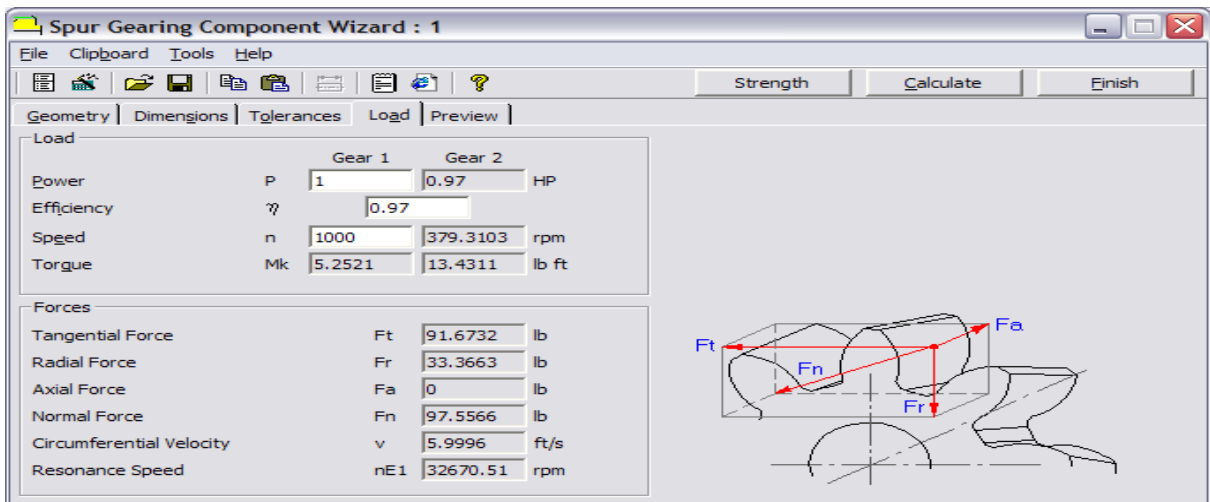 Spur Gearing Component Wizard : 1
File Clipboard Tools Help
Strength Calculate Finish
Geometry Dimensions Tolerances Load Preview
Load
Gear 1 Gear 2
Power P 1 0.97 HP
Efficiency η 0.97
Speed n 1000 379.3103 rpm
Torque Mk 5.2521 13.4311 lb ft
Forces
Tangential Force Ft 91.6732 lb
Radial Force Fr 33.3663 lb
Axial Force Fa 0 lb
Normal Force Fn 97.5566 lb
Circumferential Velocity v 5.9996 ft/s
Resonance Speed nE1 32670.51 rpm
Fa
Ft
Fn
Fr